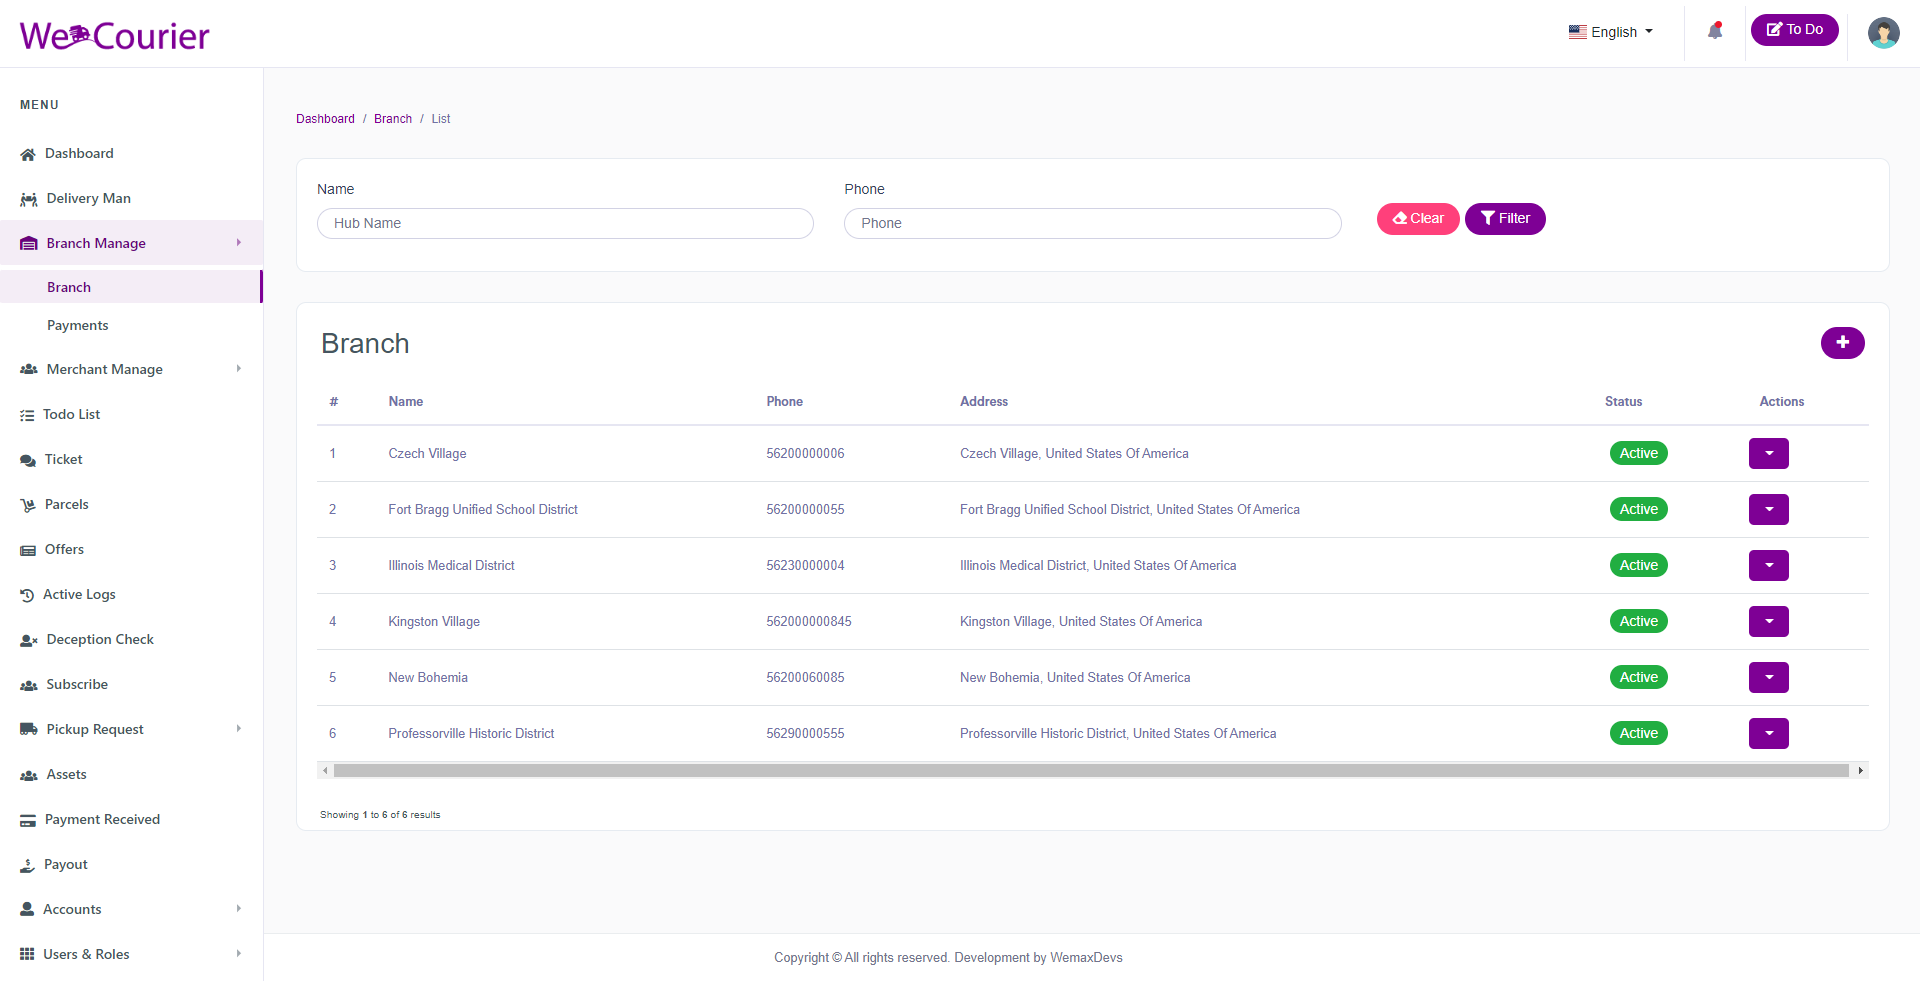 We Courier
English
To Do
MENU
Dashboard
Delivery Man
Branch Manage
Branch
Payments
Merchant Manage
Todo List
Ticket
Parcels
Offers
Active Logs
Deception Check
Subscribe
Pickup Request
Assets
Payment Received
Payout
Accounts
Users & Roles
Dashboard / Branch / List
Name Phone
Hub Name Phone Clear Filter
Branch
# Name Phone Address Status Actions
1 Czech Village 56200000006 Czech Village, United States Of America Active
2 Fort Bragg Unified School District 56200000055 Fort Bragg Unified School District, United States Of America Active
3 Illinois Medical District 56230000004 Illinois Medical District, United States Of America Active
4 Kingston Village 562000000845 Kingston Village, United States Of America Active
5 New Bohemia 56200060085 New Bohemia, United States Of America Active
6 Professorville Historic District 56290000555 Professorville Historic District, United States Of America Active
Showing 1 to 6 of 6 results
Copyright © All rights reserved. Development by WemaxDevs